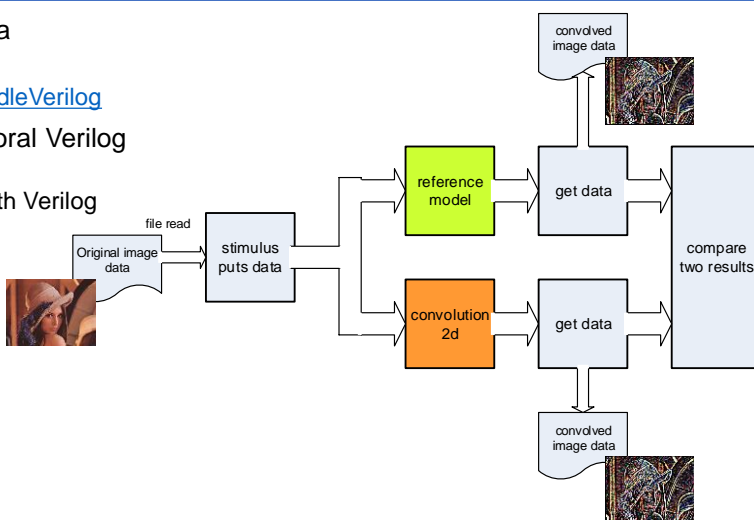 a
dleVerilog
oral Verilog
th Verilog
file read
Original image
data
stimulus
puts data
reference
model
convolution
2d
get data
get data
convolved
image data
convolved
image data
compare
two results